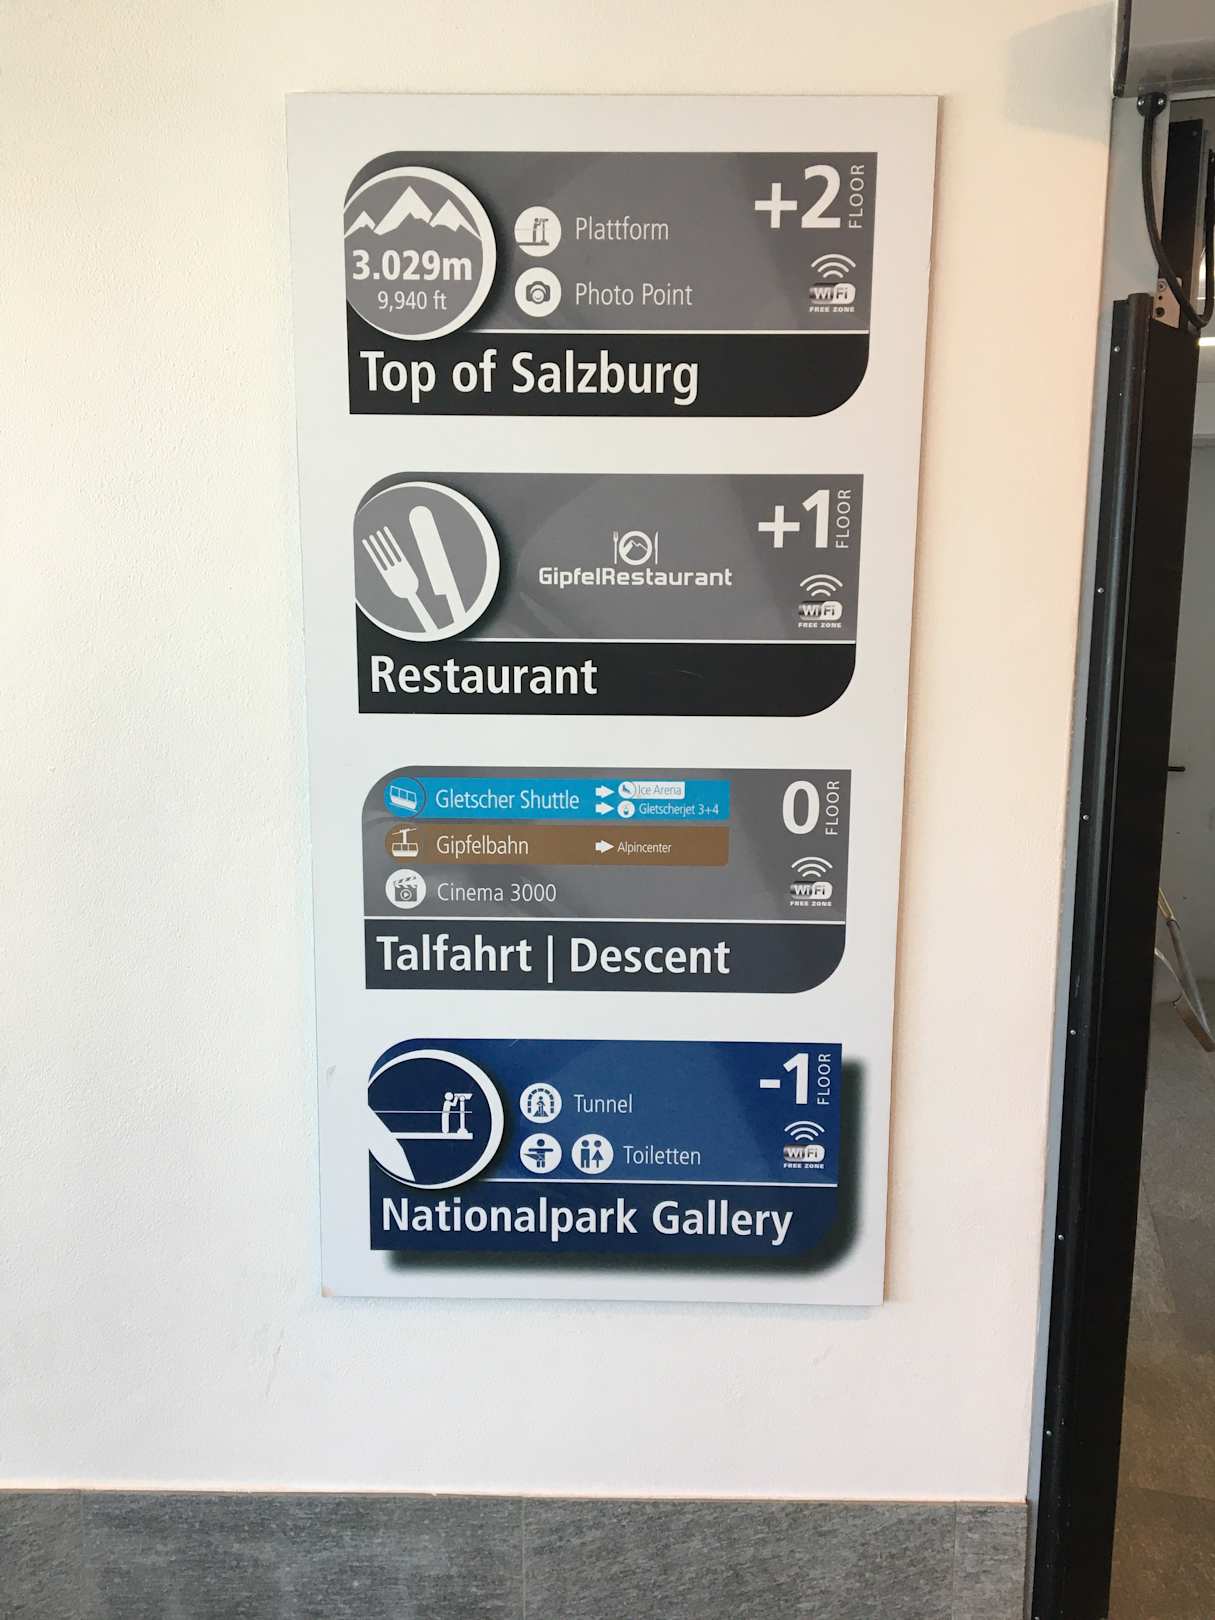 3.029m
9,940 ft
Plattform
Photo Point
+2 FLOOR
WiFi
FREE ZONE
Top of Salzburg
GipfelRestaurant
+1 FLOOR
WiFi
FREE ZONE
Restaurant
Gletscher Shuttle
Ice Arena
Gletscherjet 3+4
Gipfelbahn
Alpincenter
Cinema 3000
0 FLOOR
WiFi
FREE ZONE
Talfahrt | Descent
Tunnel
Toiletten
-1 FLOOR
WiFi
FREE ZONE
Nationalpark Gallery